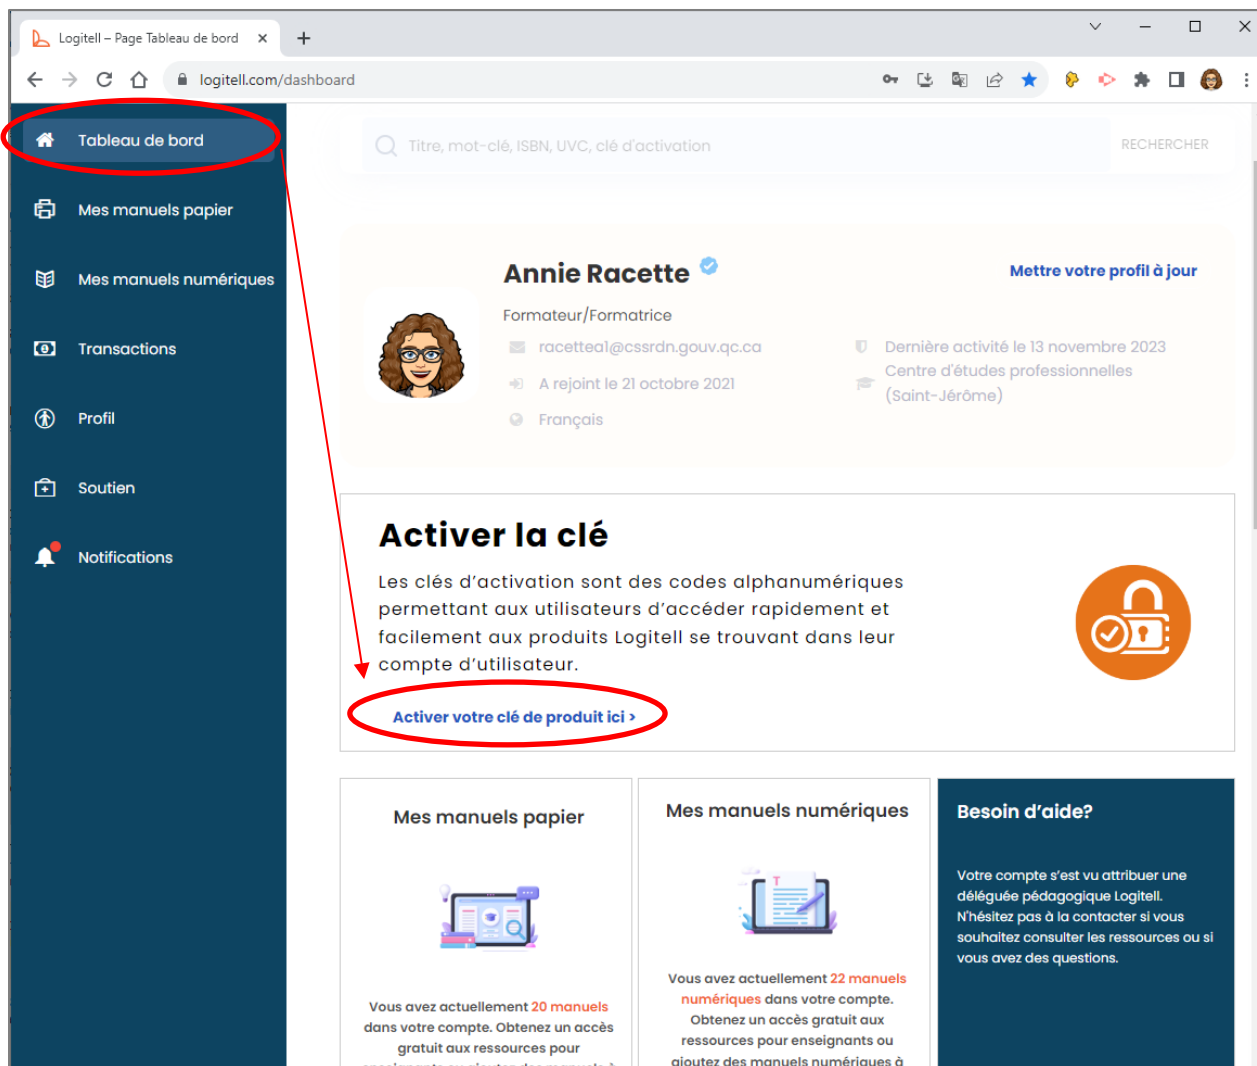 Logitell – Page Tableau de bord
logitell.com/dashboard
Tableau de bord
Mes manuels papier
Mes manuels numériques
Transactions
Profil
Soutien
Notifications
Titre, mot-clé, ISBN, UVC, clé d'activation
RECHERCHER
Annie Racette
Mettre votre profil à jour
Formateur/Formatrice
racettea1@cssrdn.gouv.qc.ca
A rejoint le 21 octobre 2021
Français
Dernière activité le 13 novembre 2023
Centre d'études professionnelles
(Saint-Jérôme)
Activer la clé
Les clés d’activation sont des codes alphanumériques
permettant aux utilisateurs d’accéder rapidement et
facilement aux produits Logitell se trouvant dans leur
compte d’utilisateur.
Activer votre clé de produit ici >
Mes manuels papier
Vous avez actuellement 20 manuels
dans votre compte. Obtenez un accès
gratuit aux ressources pour
Mes manuels numériques
T
Vous avez actuellement 22 manuels
numériques dans votre compte.
Obtenez un accès gratuit aux
ressources pour enseignants ou
ajoutez des manuels numériques à
Besoin d’aide?
Votre compte s’est vu attribuer une
déléguée pédagogique Logitell.
N'hésitez pas à la contacter si vous
souhaitez consulter les ressources ou si
vous avez des questions.